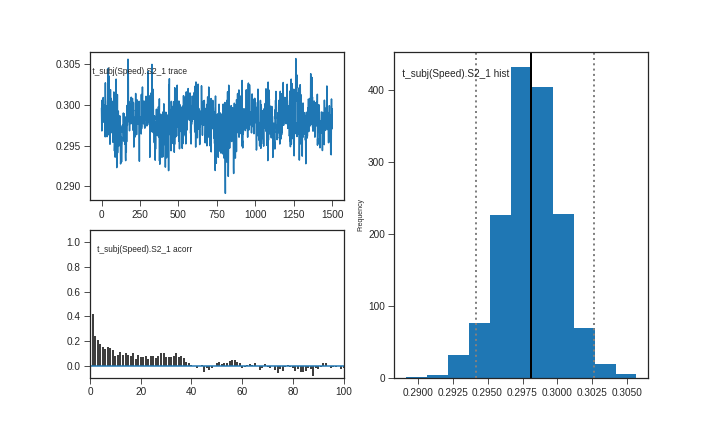 t_subj(Speed).S2_1 trace
0.305
0.300
0.295
0.290
0 250 500 750 1000 1250 1500
t_subj(Speed).S2_1 acorr
1.0
0.8
0.6
0.4
0.2
0.0
0 20 40 60 80 100
t_subj(Speed).S2_1 hist
Frequency
400
300
200
100
0
0.2900 0.2925 0.2950 0.2975 0.3000 0.3025 0.3050